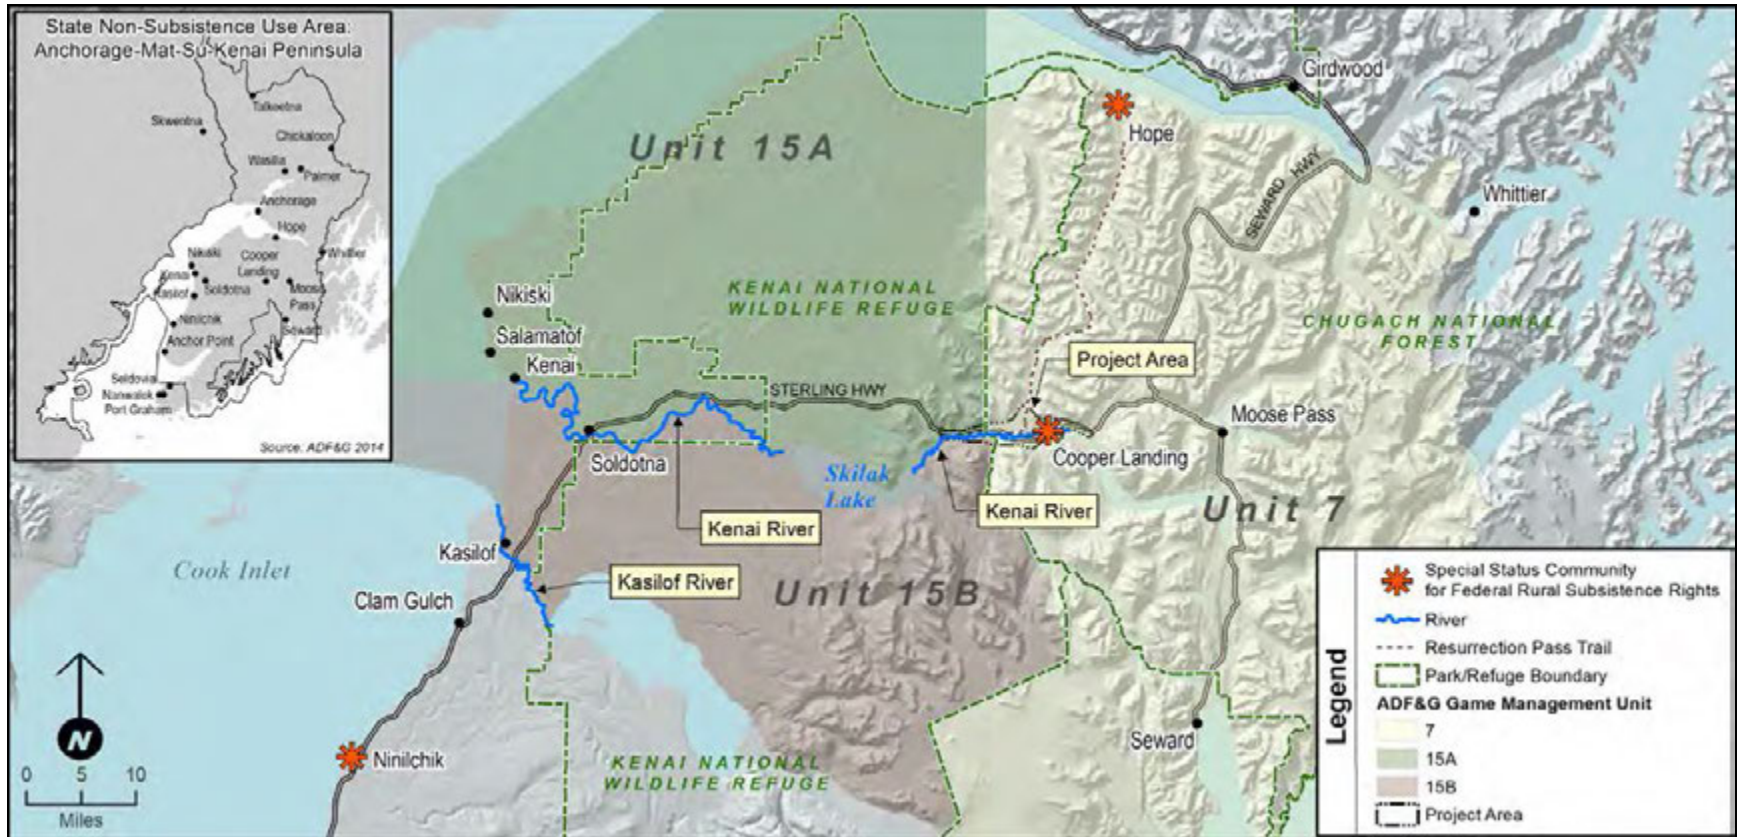 State Non-Subsistence Use Area:
Anchorage-Mat-Su-Kenai Peninsula
Talkeetna
Skwentna
Chickaloon
Wasilla
Palmer
Anchorage
Hope
Nikiski
Cooper
Landing
Whittier
Kenai
Soldotna
Moose
Pass
Kasilof
Ninilchik
Seward
Anchor Point
Seldovia
Nanwalek
Port Graham
Source: ADF&G 2014
Girdwood
Hope
Unit 15A
SEWARD HWY
Whittier
Nikiski
KENAI NATIONAL
WILDLIFE REFUGE
CHUGACH NATIONAL
FOREST
Salamatof
Kenai
Project Area
STERLING HWY
Moose Pass
Soldotna
Cooper Landing
Skilak
Lake
Kenai River
Kenai River
Unit 7
Kasilof
Cook Inlet
Kasilof River
Unit 15B
Clam Gulch
Seward
Ninilchik
KENAI NATIONAL
WILDLIFE REFUGE
N
0 5 10
Miles
Legend
Special Status Community
for Federal Rural Subsistence Rights
River
Resurrection Pass Trail
Park/Refuge Boundary
ADF&G Game Management Unit
7
15A
15B
Project Area